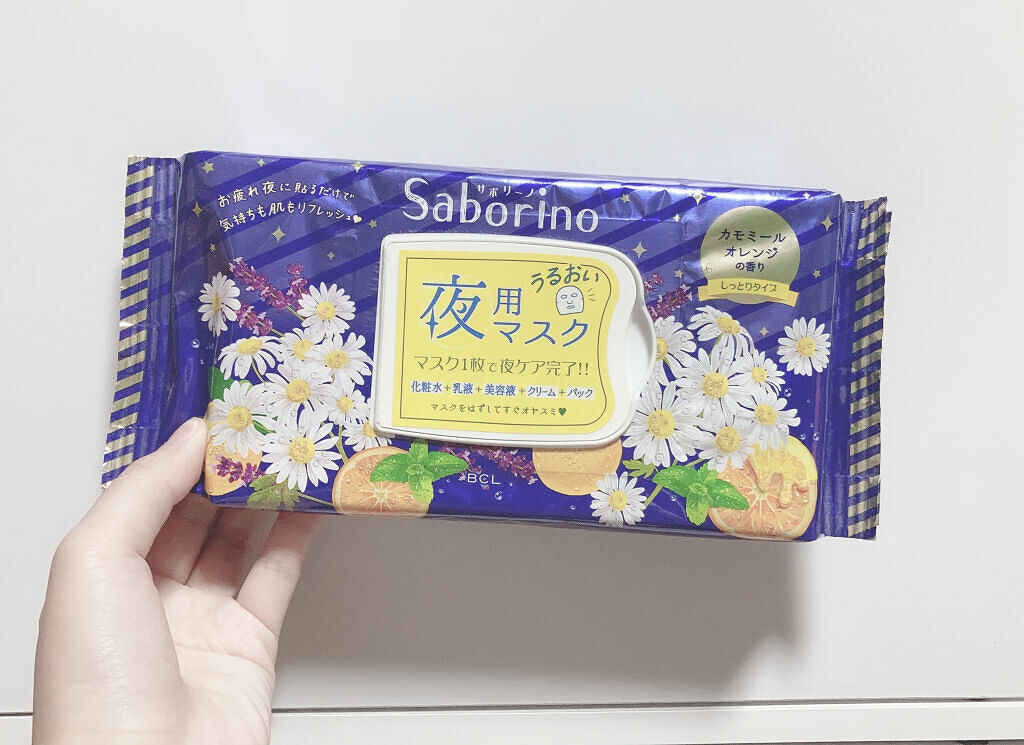 お疲れ夜に貼るだけで
気持ちも肌もリフレッシュ♥
サボリーノ
Saborino
カモミール
オレンジ
の香り
しっとりタイプ
うるおい
夜用
マスク
マスク1枚で夜ケア完了!!
化粧水+乳液+美容液+クリーム+パック
マスクをはずしてすぐオヤスミ♥
BCL